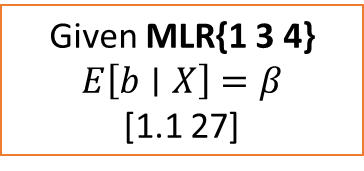 Given MLR{1 3 4}
E[b | X] = β
[1.1 27]